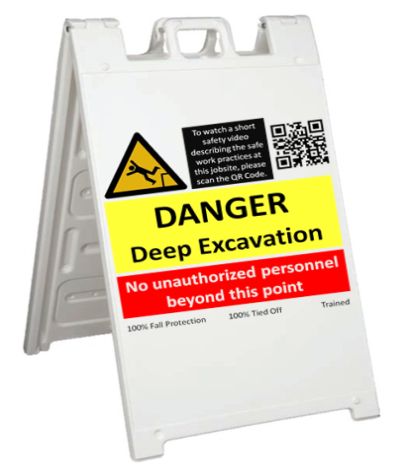 To watch a short
safety video
describing the safe
work practices at
this jobsite, please
scan the QR Code.
DANGER
Deep Excavation
No unauthorized personnel
beyond this point
100% Fall Protection 100% Tied Off Trained